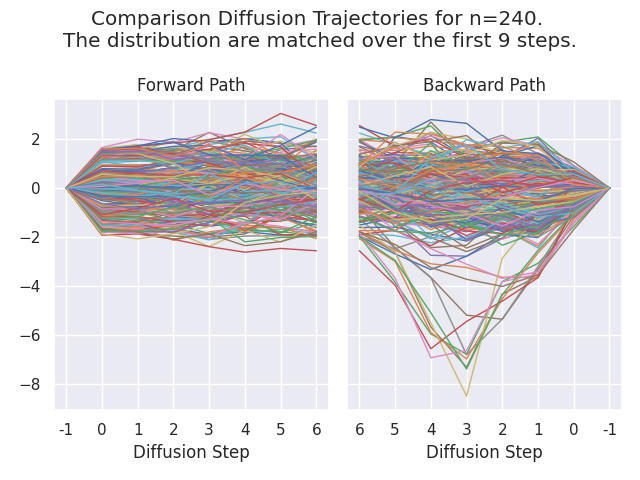 Comparison Diffusion Trajectories for n=240.
The distribution are matched over the first 9 steps.
Forward Path
Backward Path
2
0
−2
−4
−6
−8
-1 0 1 2 3 4 5 6
6 5 4 3 2 1 0 -1
Diffusion Step
Diffusion Step